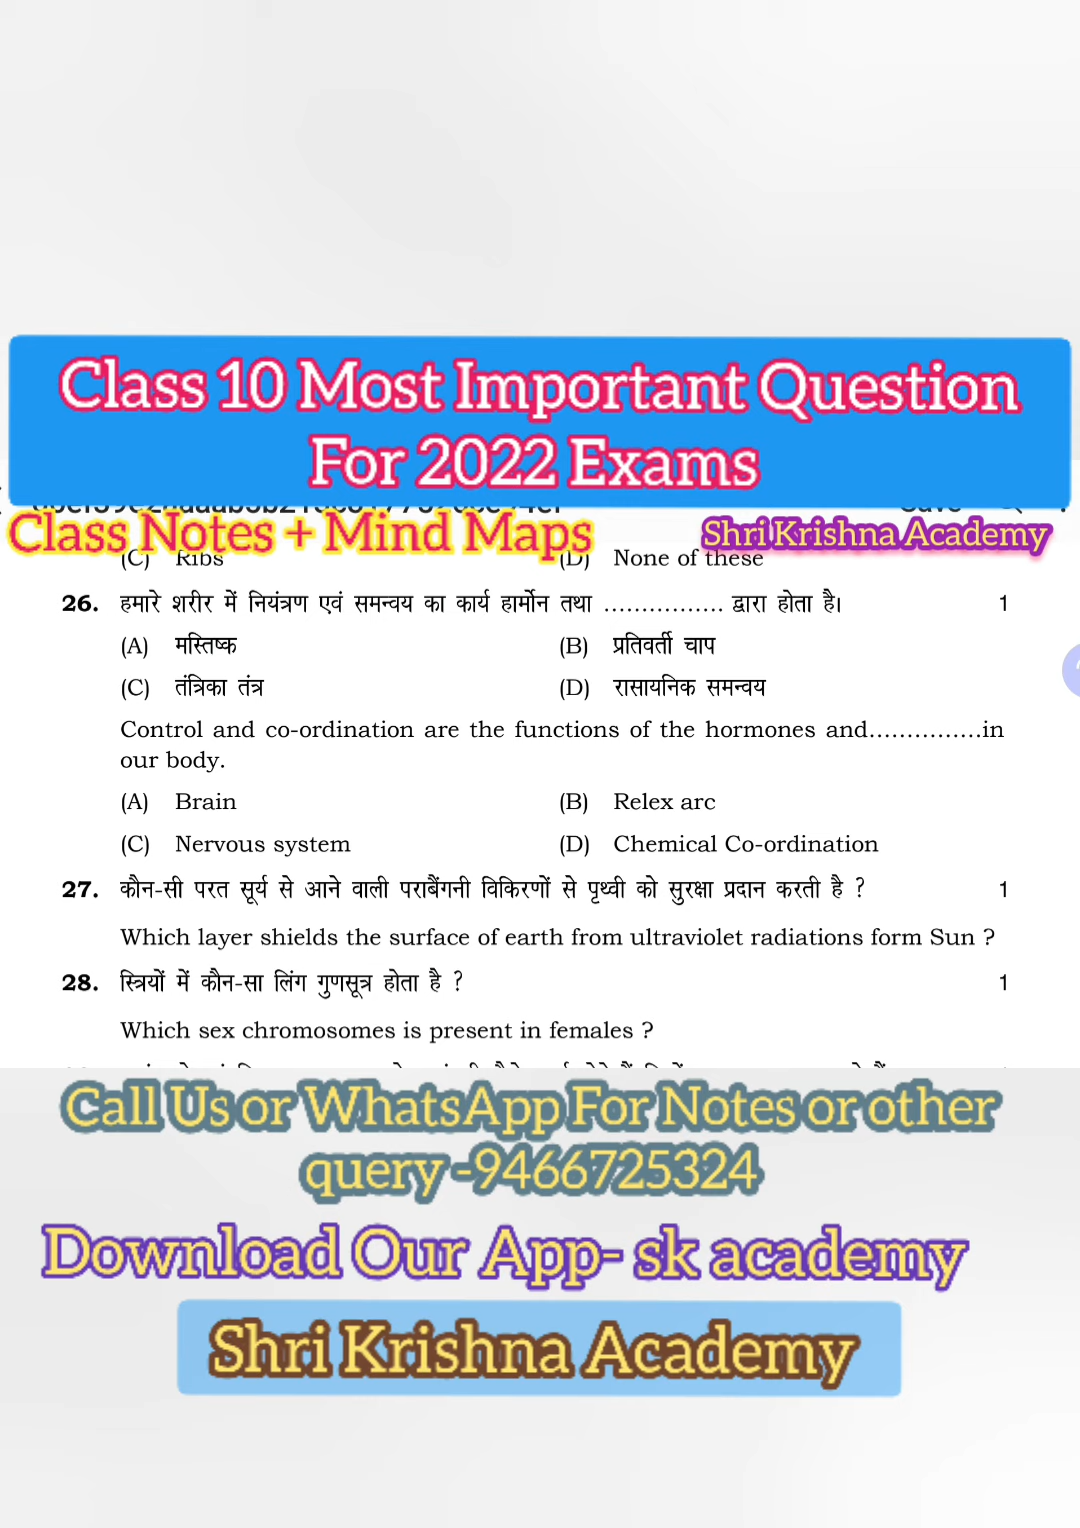 Class 10 Most Important Question
For 2022 Exams
Class Notes + Mind Maps
Shri Krishna Academy
(C) Ribs (D) None of these
26. हमारे शरीर में नियंत्रण एवं समन्वय का कार्य हार्मोन तथा ................ द्वारा होता है। 1
(A) मस्तिष्क (B) प्रतिवर्ती चाप
(C) तंत्रिका तंत्र (D) रासायनिक समन्वय
Control and co-ordination are the functions of the hormones and...............in
our body.
(A) Brain (B) Relex arc
(C) Nervous system (D) Chemical Co-ordination
27. कौन-सी परत सूर्य से आने वाली पराबैंगनी विकिरणों से पृथ्वी को सुरक्षा प्रदान करती है ? 1
Which layer shields the surface of earth from ultraviolet radiations form Sun ?
28. स्त्रियों में कौन-सा लिंग गुणसूत्र होता है ? 1
Which sex chromosomes is present in females ?
Call Us or WhatsApp For Notes or other
query -9466725324
Download Our App- sk academy
Shri Krishna Academy